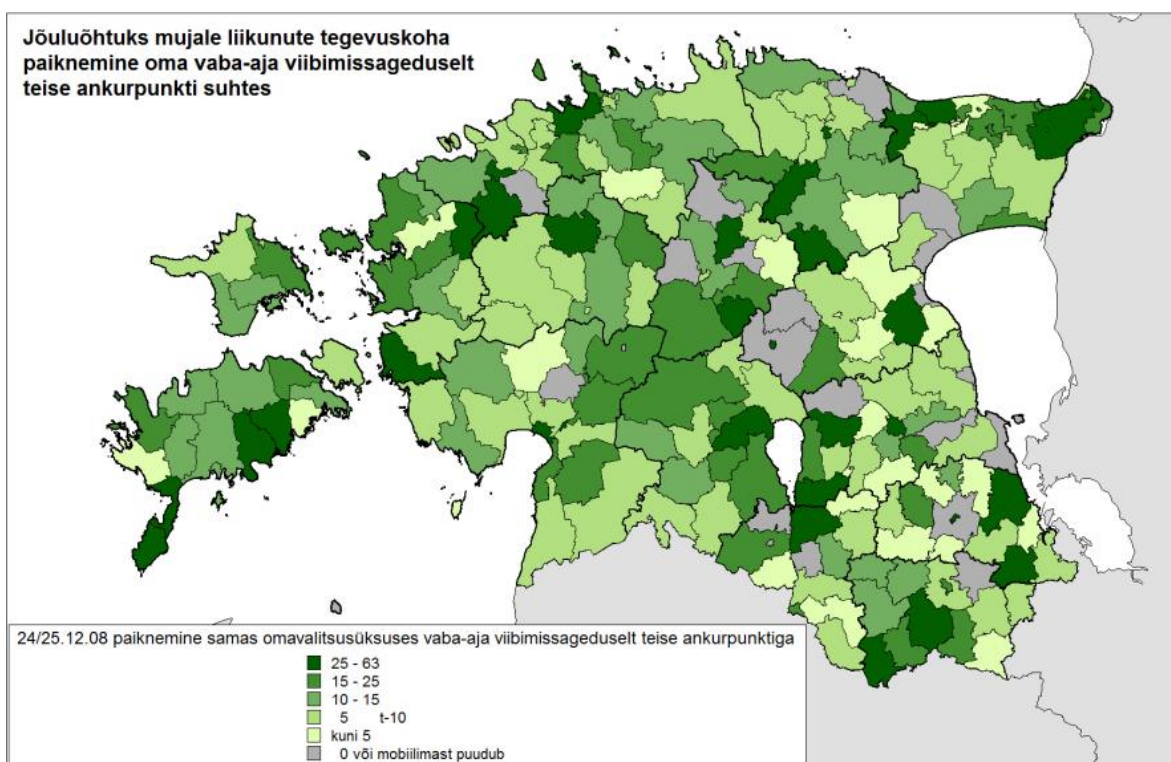 Jõuluõhtuks mujale liikunute tegevuskoha
paiknemine oma vaba-aja viibimissageduselt
teise ankurpunkti suhtes
24/25.12.08 paiknemine samas omavalitsusüksuses vaba-aja viibimissageduselt teise ankurpunktiga
25 - 63
15 - 25
10 - 15
5 t-10
kuni 5
0 või mobiilimast puudub